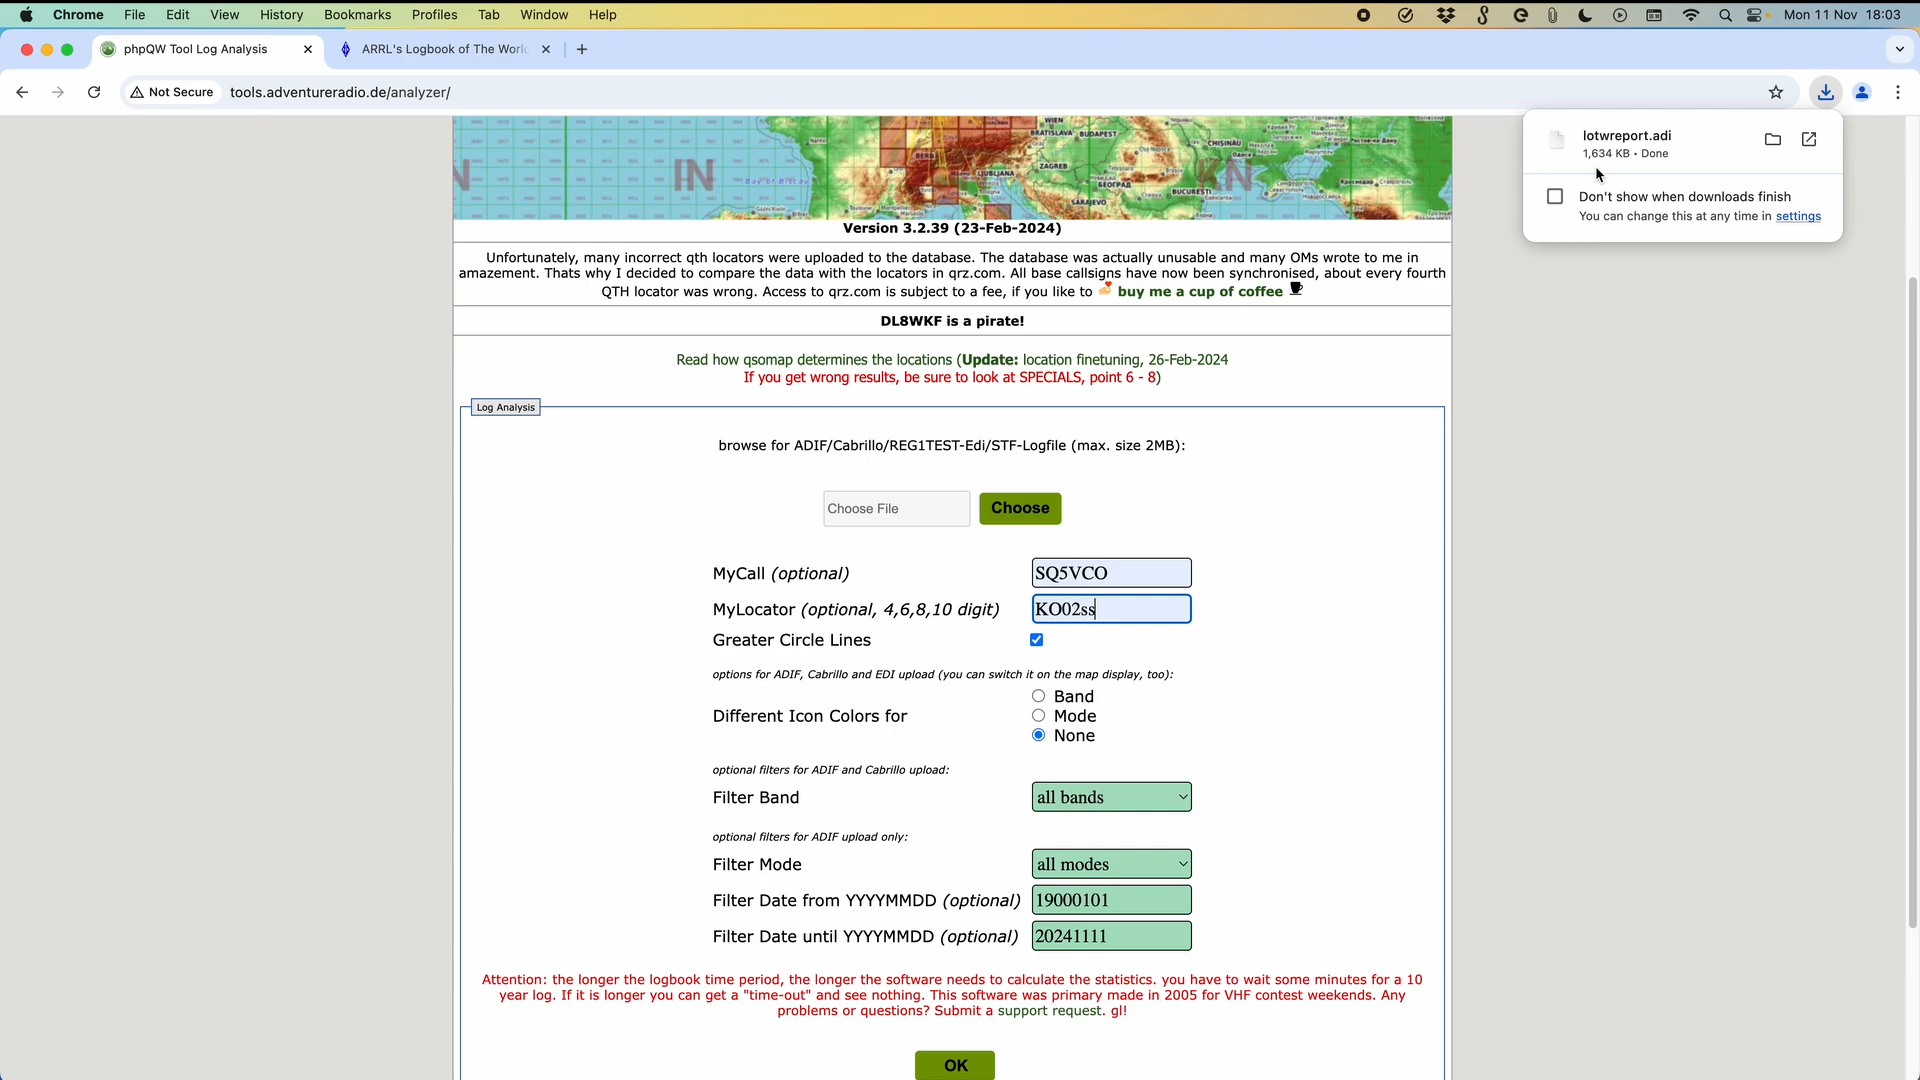 Chrome File Edit View History Bookmarks Profiles Tab Window Help Mon 11 Nov 18:03
phpQW Tool Log Analysis ARRL's Logbook of The World
Not Secure tools.adventureradio.de/analyzer/
lotwreport.adi
1,634 KB • Done
Don't show when downloads finish
You can change this at any time in settings
WIEN
BRATISLAVA BUDAPEST
CHIŞINĂU
BERN
LJUBLJANA
ZAGREB
IN
Bay of Biscay
БЕОГРАД
BUCUREȘTI
SARAJEVO
KN
Version 3.2.39 (23-Feb-2024)
Unfortunately, many incorrect qth locators were uploaded to the database. The database was actually unusable and many OMs wrote to me in
amazement. Thats why I decided to compare the data with the locators in qrz.com. All base callsigns have now been synchronised, about every fourth
QTH locator was wrong. Access to qrz.com is subject to a fee, if you like to buy me a cup of coffee
DL8WKF is a pirate!
Read how qsomap determines the locations (Update: location finetuning, 26-Feb-2024
If you get wrong results, be sure to look at SPECIALS, point 6 - 8)
Log Analysis
browse for ADIF/Cabrillo/REG1TEST-Edi/STF-Logfile (max. size 2MB):
Choose File Choose
MyCall (optional) SQ5VCO
MyLocator (optional, 4,6,8,10 digit) KO02ss
Greater Circle Lines
options for ADIF, Cabrillo and EDI upload (you can switch it on the map display, too):
Band
Different Icon Colors for Mode
None
optional filters for ADIF and Cabrillo upload:
Filter Band all bands
optional filters for ADIF upload only:
Filter Mode all modes
Filter Date from YYYYMMDD (optional) 19000101
Filter Date until YYYYMMDD (optional) 20241111
Attention: the longer the logbook time period, the longer the software needs to calculate the statistics. you have to wait some minutes for a 10
year log. If it is longer you can get a "time-out" and see nothing. This software was primary made in 2005 for VHF contest weekends. Any
problems or questions? Submit a support request. gl!
OK